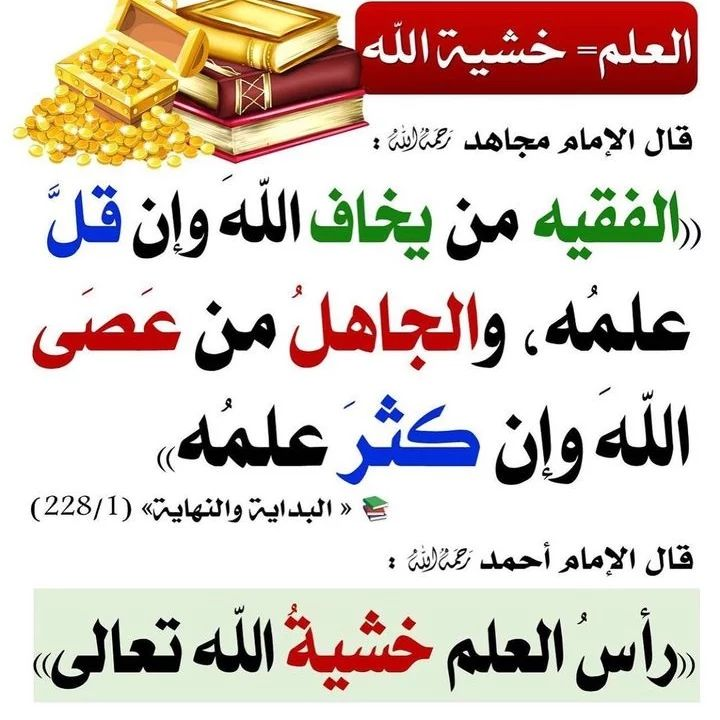 العلم= خشية الله
قال الإمام مجاهد رحمه الله :
((الفقيه من يخاف اللهَ وإن قلَّ
علمُه، والجاهلُ من عَصَى
اللهَ وإن كثرَ علمُه))
« البداية والنهاية» (228/1)
قال الإمام أحمد رحمه الله :
((رأسُ العلم خشيةُ الله تعالى))